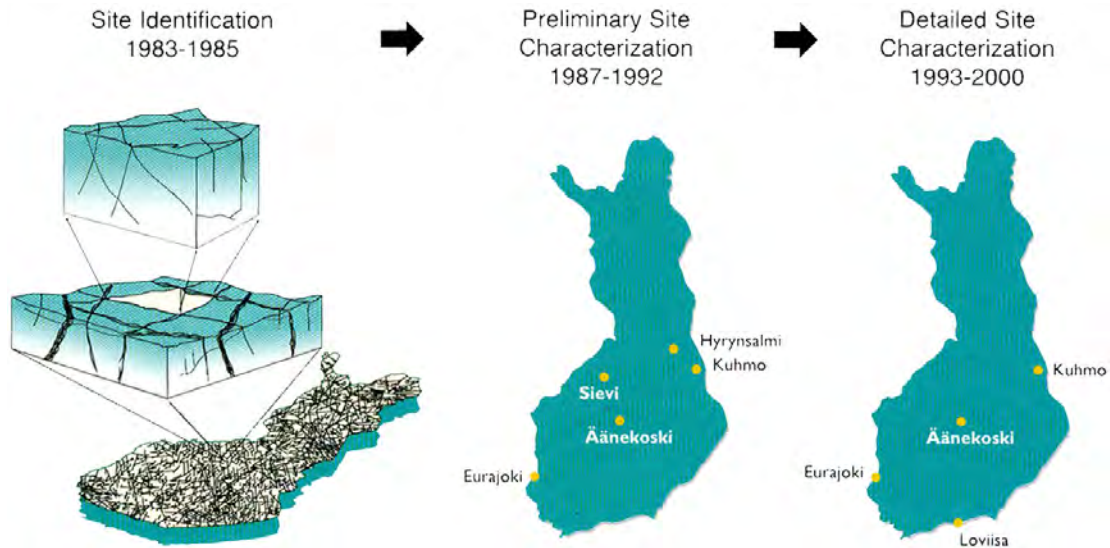 Site Identification
1983-1985
Preliminary Site
Characterization
1987-1992
Detailed Site
Characterization
1993-2000
Hyrynsalmi
Kuhmo
Sievi
Äänekoski
Eurajoki
Kuhmo
Äänekoski
Eurajoki
Loviisa